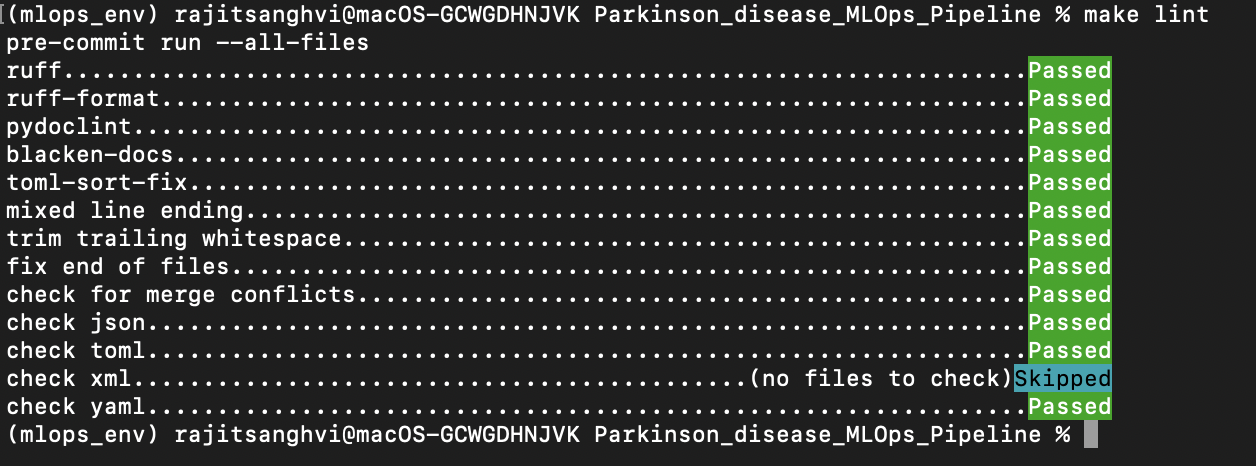 (mlops_env) rajitsanghvi@macOS-GCWGDHNJVK Parkinson_disease_MLOps_Pipeline % make lint
pre-commit run --all-files
ruff.....................................................................Passed
ruff-format..............................................................Passed
pydoclint................................................................Passed
blacken-docs.............................................................Passed
toml-sort-fix............................................................Passed
mixed line ending........................................................Passed
trim trailing whitespace.................................................Passed
fix end of files.........................................................Passed
check for merge conflicts................................................Passed
check json...............................................................Passed
check toml...............................................................Passed
check xml............................................(no files to check)Skipped
check yaml...............................................................Passed
(mlops_env) rajitsanghvi@macOS-GCWGDHNJVK Parkinson_disease_MLOps_Pipeline %